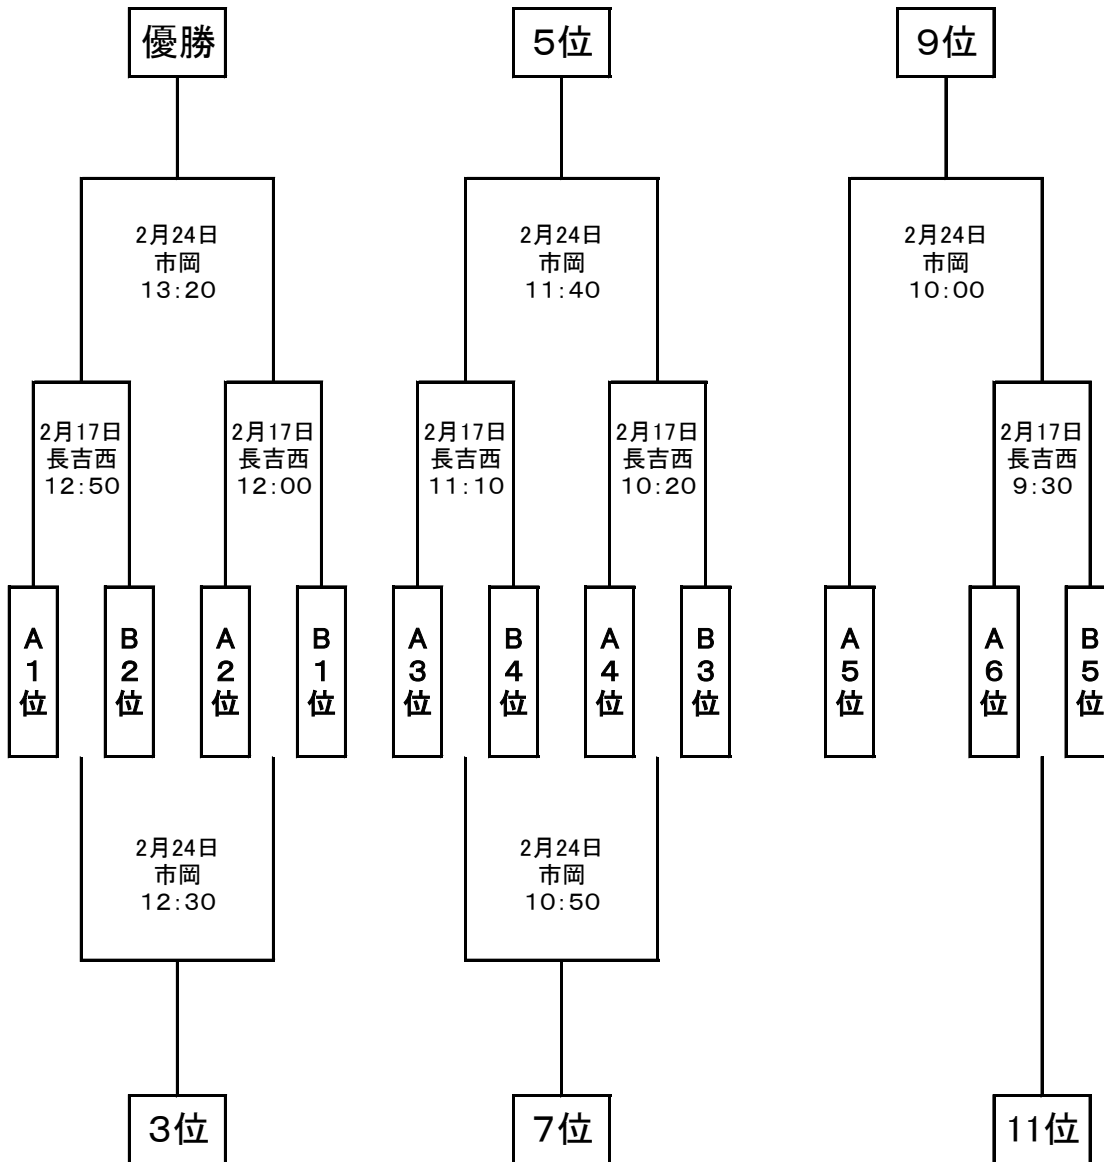 優勝
5位
9位
2月24日
市岡
13:20
2月24日
市岡
11:40
2月24日
市岡
10:00
2月17日
長吉西
12:50
2月17日
長吉西
12:00
2月17日
長吉西
11:10
2月17日
長吉西
10:20
2月17日
長吉西
9:30
A1位
B2位
A2位
B1位
A3位
B4位
A4位
B3位
A5位
A6位
B5位
2月24日
市岡
12:30
2月24日
市岡
10:50
3位
7位
11位